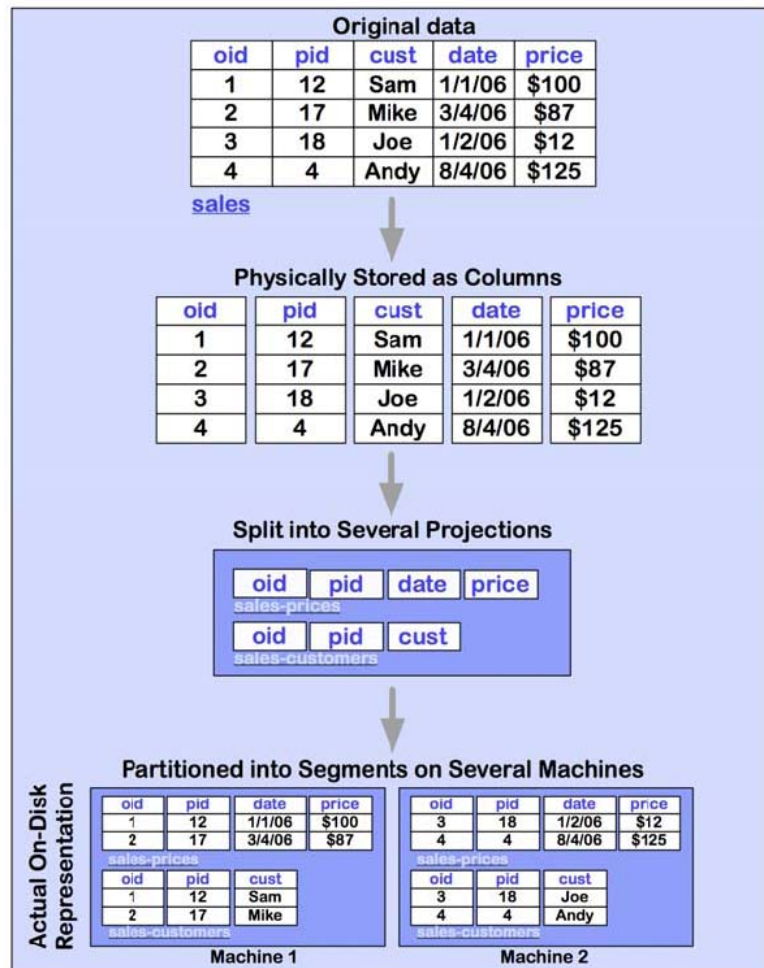 Original data
oid pid cust date price
1 12 Sam 1/1/06 $100
2 17 Mike 3/4/06 $87
3 18 Joe 1/2/06 $12
4 4 Andy 8/4/06 $125
sales
Physically Stored as Columns
oid pid cust date price
1 12 Sam 1/1/06 $100
2 17 Mike 3/4/06 $87
3 18 Joe 1/2/06 $12
4 4 Andy 8/4/06 $125
Split into Several Projections
oid pid date price
sales-prices
oid pid cust
sales-customers
Actual On-Disk
Representation
Partitioned into Segments on Several Machines
oid pid date price
1 12 1/1/06 $100
2 17 3/4/06 $87
sales-prices
oid pid cust
1 12 Sam
2 17 Mike
sales-customers
Machine 1
oid pid date price
3 18 1/2/06 $12
4 4 8/4/06 $125
sales-prices
oid pid cust
3 18 Joe
4 4 Andy
sales-customers
Machine 2